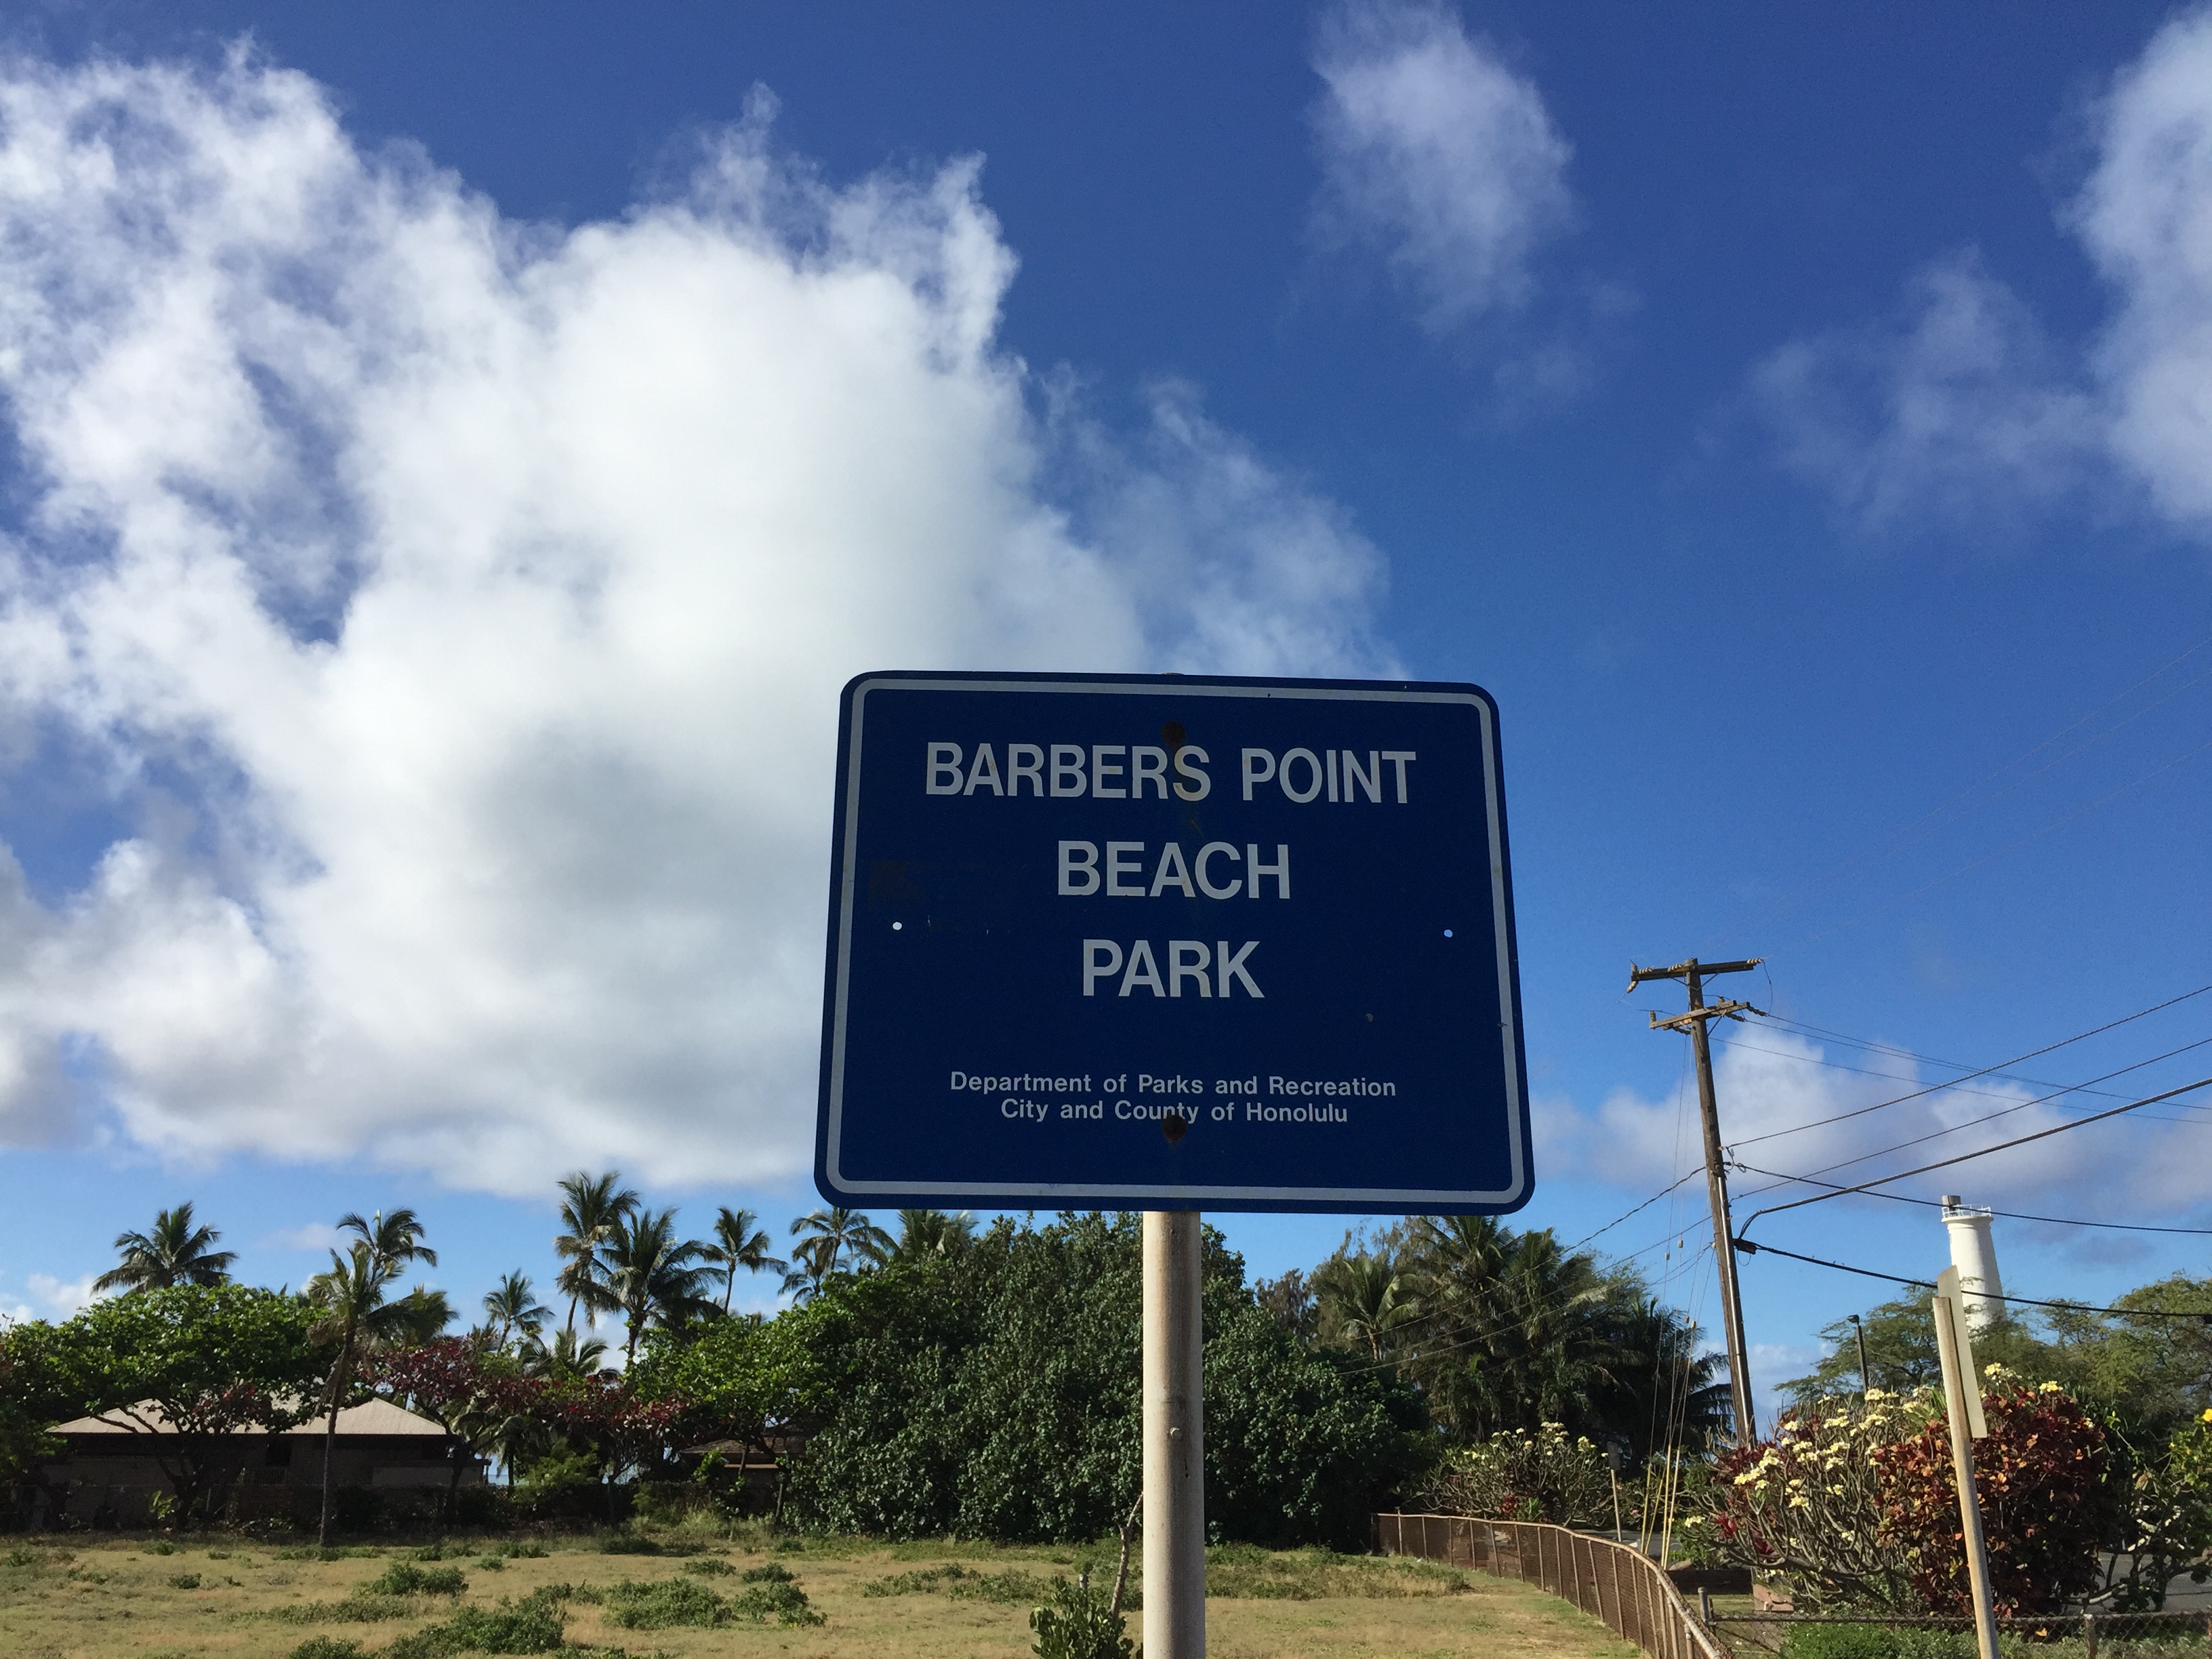 BARBERS POINT
BEACH
PARK
Department of Parks and Recreation
City and County of Honolulu